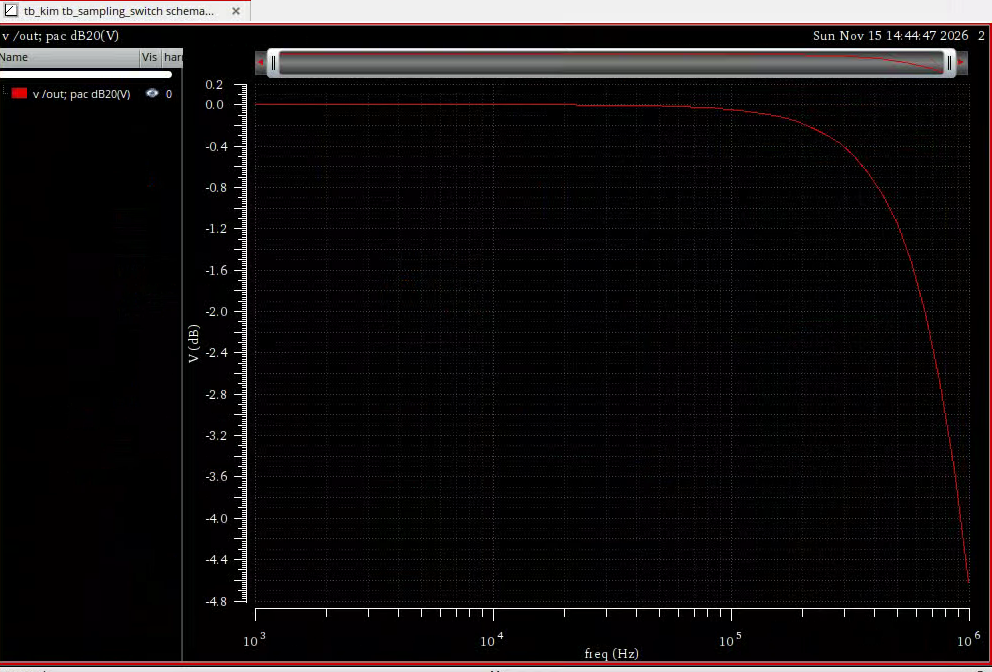 tb_kim tb_sampling_switch schema...
v /out; pac dB20(V)
Sun Nov 15 14:44:47 2026 2
Name Vis har
v /out; pac dB20(V) 0
0.2
0.0
-0.4
-0.8
-1.2
-1.6
-2.0
-2.4
-2.8
-3.2
-3.6
-4.0
-4.4
-4.8
V (dB)
10^3 10^4 10^5 10^6
freq (Hz)